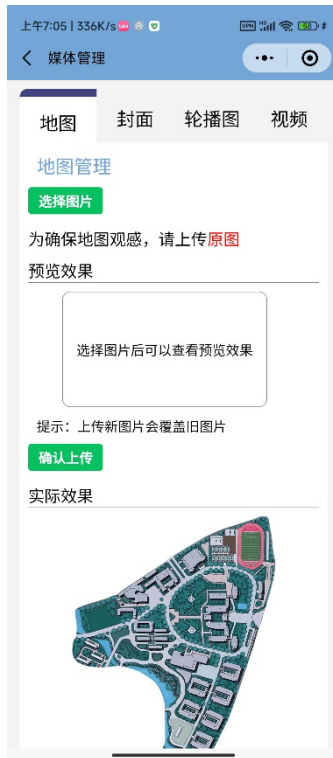 上午7:05 | 336K/s
VPN 5G
媒体管理
地图 封面 轮播图 视频
地图管理
选择图片
为确保地图观感，请上传原图
预览效果
选择图片后可以查看预览效果
提示：上传新图片会覆盖旧图片
确认上传
实际效果